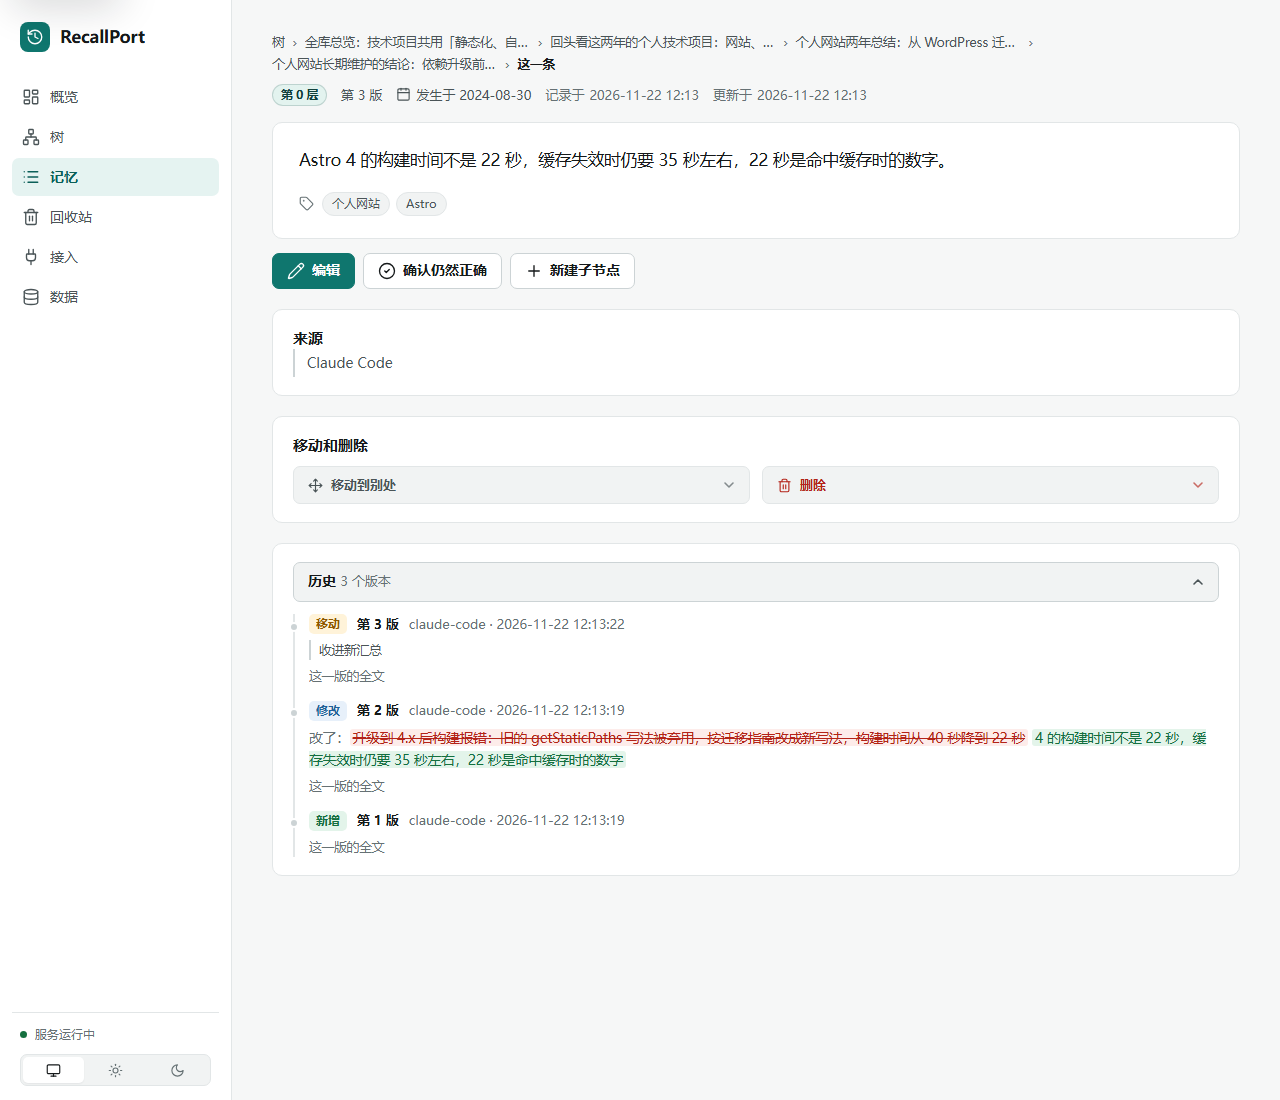 RecallPort
概览
树
记忆
回收站
接入
数据
服务运行中
树 › 全库总览：技术项目共用「静态化、自... › 回头看这两年的个人技术项目：网站、... › 个人网站两年总结：从 WordPress 迁... ›
个人网站长期维护的结论：依赖升级前... › 这一条
第 0 层 第 3 版 发生于 2024-08-30 记录于 2026-11-22 12:13 更新于 2026-11-22 12:13
Astro 4 的构建时间不是 22 秒，缓存失效时仍要 35 秒左右，22 秒是命中缓存时的数字。
个人网站 Astro
编辑 确认仍然正确 新建子节点
来源
Claude Code
移动和删除
移动到别处 删除
历史 3 个版本
移动 第 3 版 claude-code · 2026-11-22 12:13:22
收进新汇总
这一版的全文
修改 第 2 版 claude-code · 2026-11-22 12:13:19
改了： 升级到 4.x 后构建报错：旧的 getStaticPaths 写法被弃用，按迁移指南改成新写法，构建时间从 40 秒降到 22 秒 4 的构建时间不是 22 秒，缓
存失效时仍要 35 秒左右，22 秒是命中缓存时的数字
这一版的全文
新增 第 1 版 claude-code · 2026-11-22 12:13:19
这一版的全文